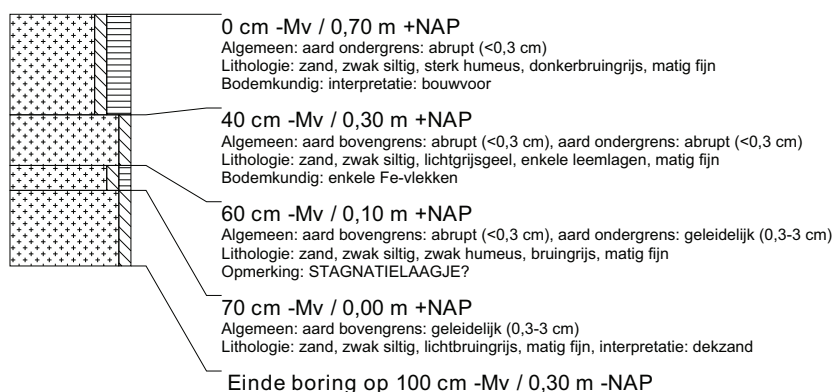 0 cm -Mv / 0,70 m +NAP
Algemeen: aard ondergrens: abrupt (<0,3 cm)
Lithologie: zand, zwak siltig, sterk humeus, donkerbruingrijs, matig fijn
Bodemkundig: interpretatie: bouwvoor
40 cm -Mv / 0,30 m +NAP
Algemeen: aard bovengrens: abrupt (<0,3 cm), aard ondergrens: abrupt (<0,3 cm)
Lithologie: zand, zwak siltig, lichtgrijsgeel, enkele leemlagen, matig fijn
Bodemkundig: enkele Fe-vlekken
60 cm -Mv / 0,10 m +NAP
Algemeen: aard bovengrens: abrupt (<0,3 cm), aard ondergrens: geleidelijk (0,3-3 cm)
Lithologie: zand, zwak siltig, zwak humeus, bruingrijs, matig fijn
Opmerking: STAGNATIELAAGJE?
70 cm -Mv / 0,00 m +NAP
Algemeen: aard bovengrens: geleidelijk (0,3-3 cm)
Lithologie: zand, zwak siltig, lichtbruingrijs, matig fijn, interpretatie: dekzand
Einde boring op 100 cm -Mv / 0,30 m -NAP